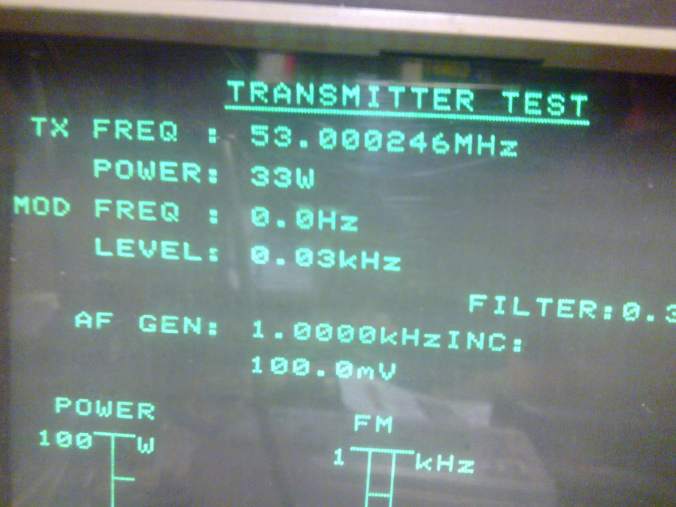 TRANSMITTER TEST
TX FREQ : 53.000246MHz
POWER: 33W
MOD FREQ : 0.0Hz
LEVEL: 0.03kHz
FILTER:0.3
AF GEN: 1.0000kHzINC:
100.0mV
POWER
FM
100 W
1 kHz